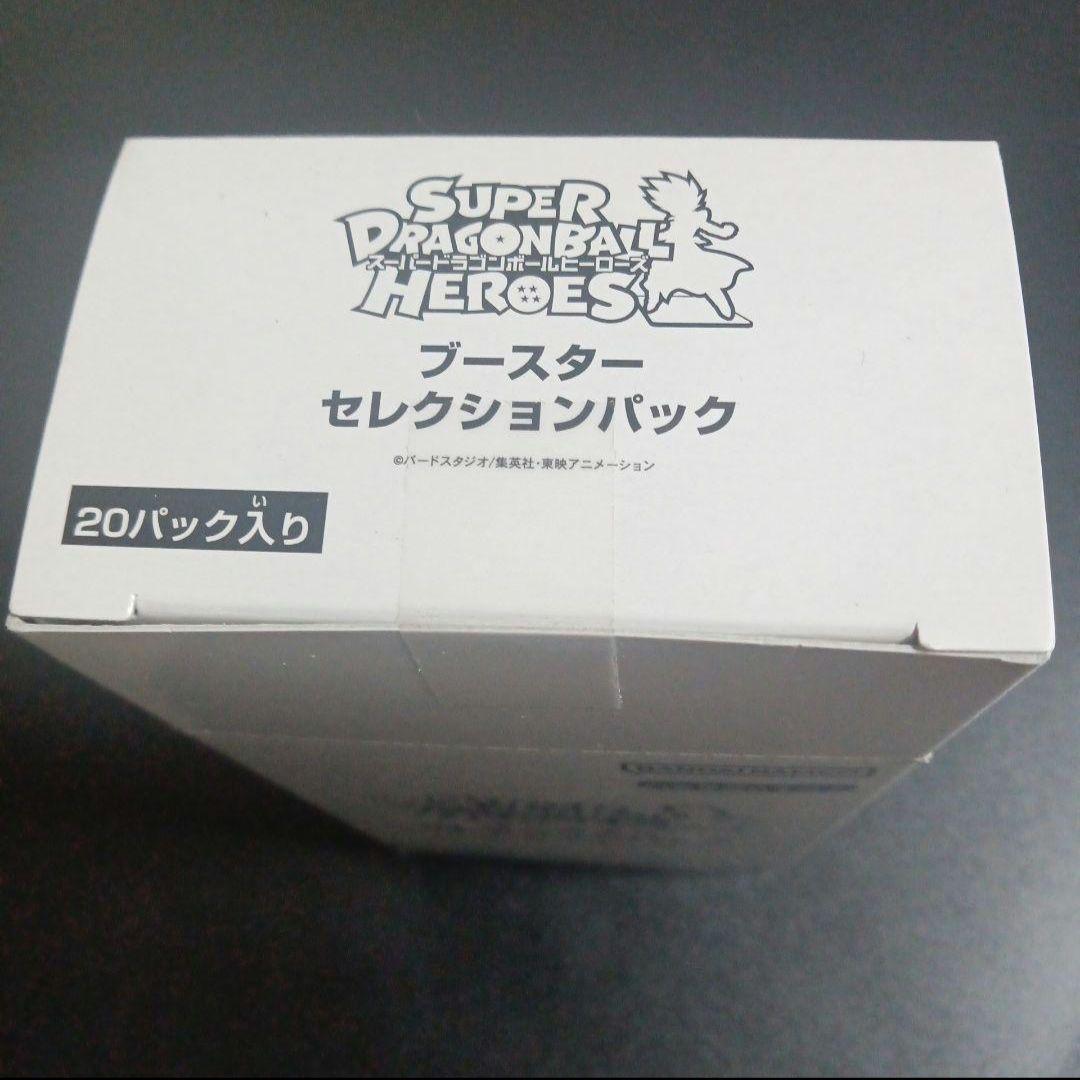 SUPER
DRAGONBALL
スーパードラゴンボールヒーローズ
HEROES
ブースター
セレクションパック
©バードスタジオ/集英社・東映アニメーション
い
20パック入り